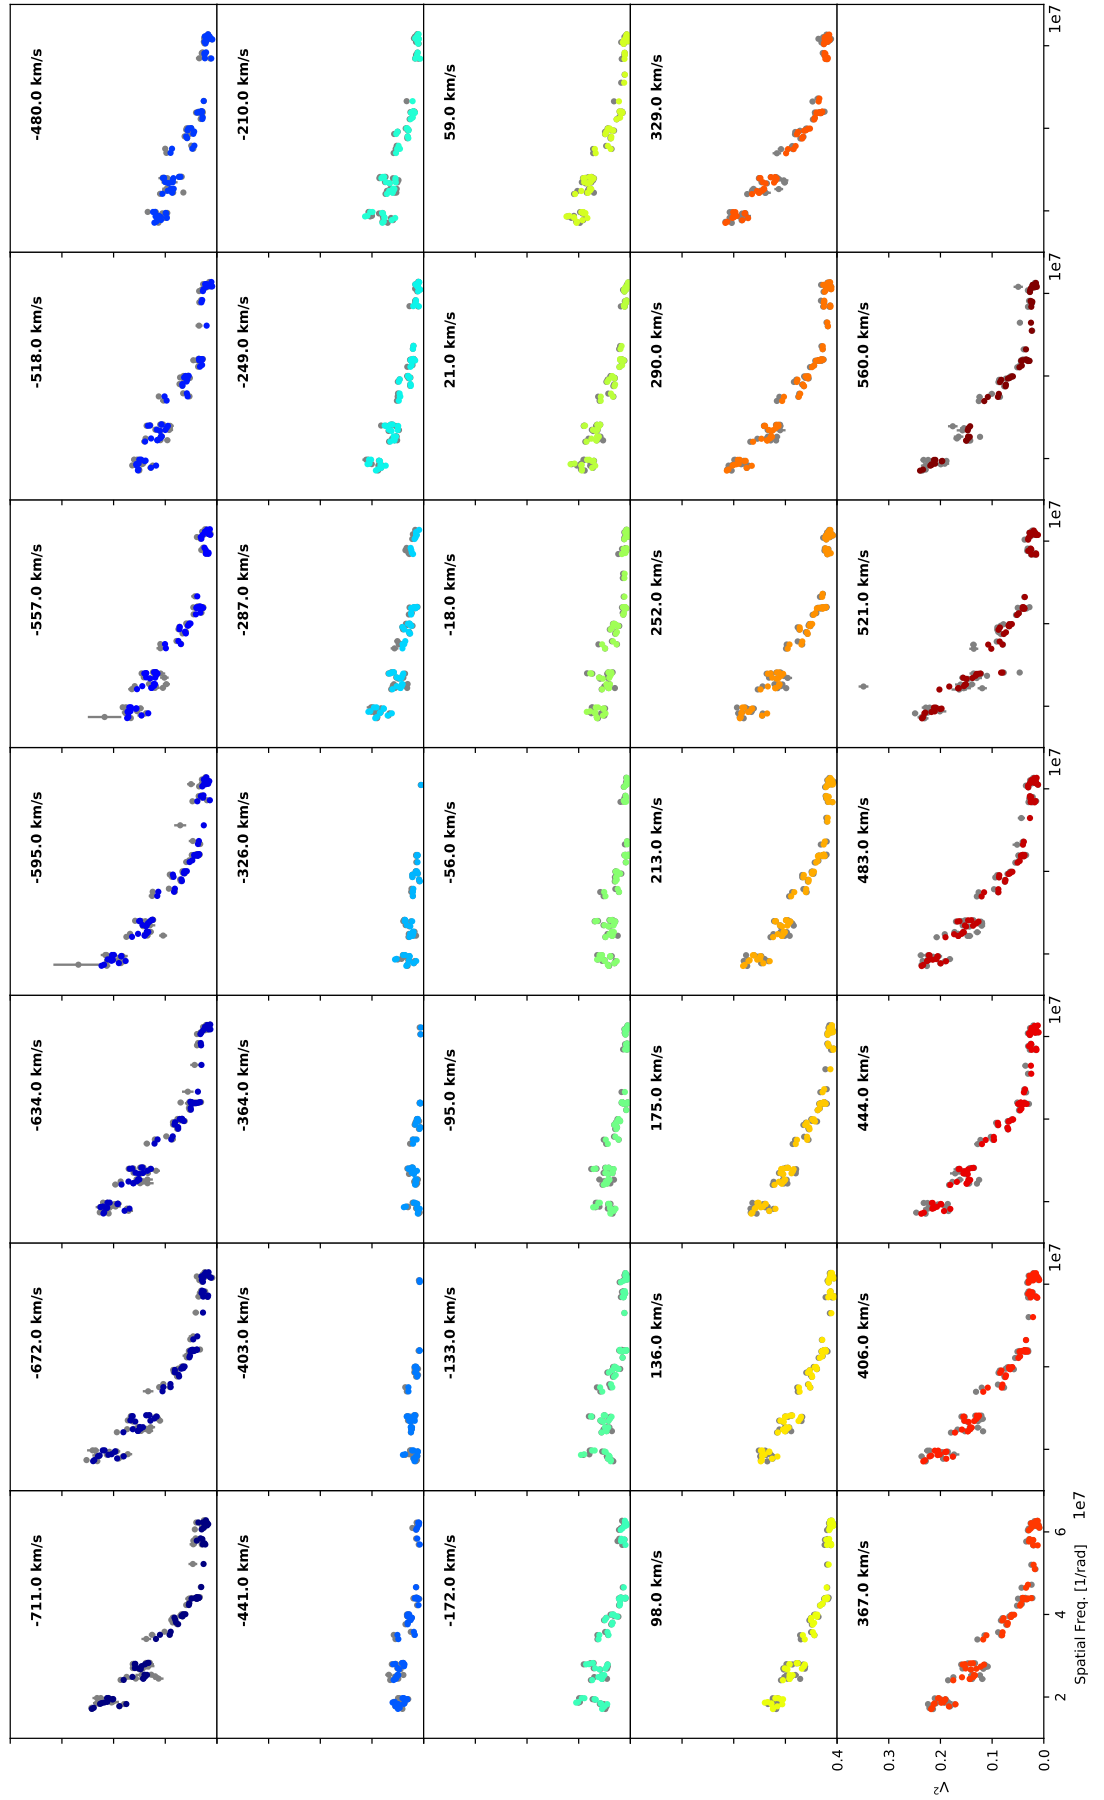 -711.0 km/s
-672.0 km/s
-634.0 km/s
-595.0 km/s
-557.0 km/s
-518.0 km/s
-480.0 km/s
-441.0 km/s
-403.0 km/s
-364.0 km/s
-326.0 km/s
-287.0 km/s
-249.0 km/s
-210.0 km/s
-172.0 km/s
-133.0 km/s
-95.0 km/s
-56.0 km/s
-18.0 km/s
21.0 km/s
59.0 km/s
98.0 km/s
136.0 km/s
175.0 km/s
213.0 km/s
252.0 km/s
290.0 km/s
329.0 km/s
0.4
0.3
0.2
0.1
0.0
V²
367.0 km/s
406.0 km/s
444.0 km/s
483.0 km/s
521.0 km/s
560.0 km/s
2
4
6
1e7
1e7
1e7
1e7
1e7
1e7
1e7
Spatial Freq. [1/rad]